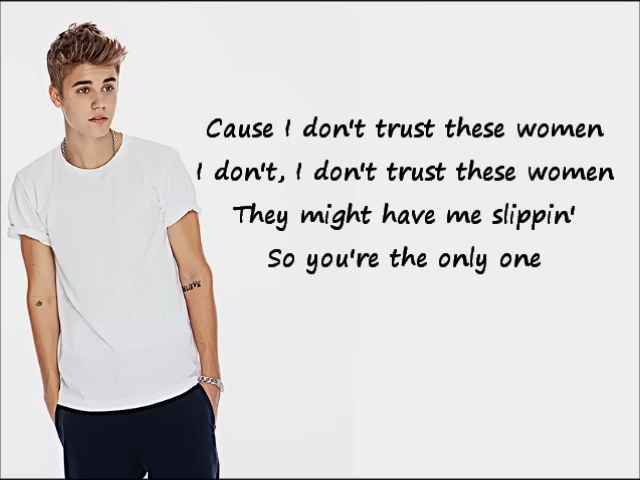 Cause I don't trust these women
I don't, I don't trust these women
They might have me slippin'
So you're the only one
BELIEVE